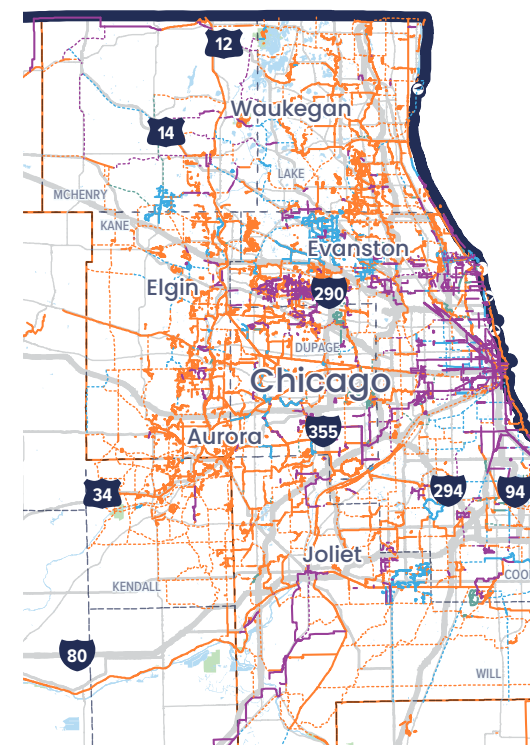 12
Waukegan
14
LAKE
MCHENRY
KANE
Evanston
Elgin
290
DUPAGE
Chicago
355
Aurora
34
294
94
Joliet
KENDALL
COO
80
WILL